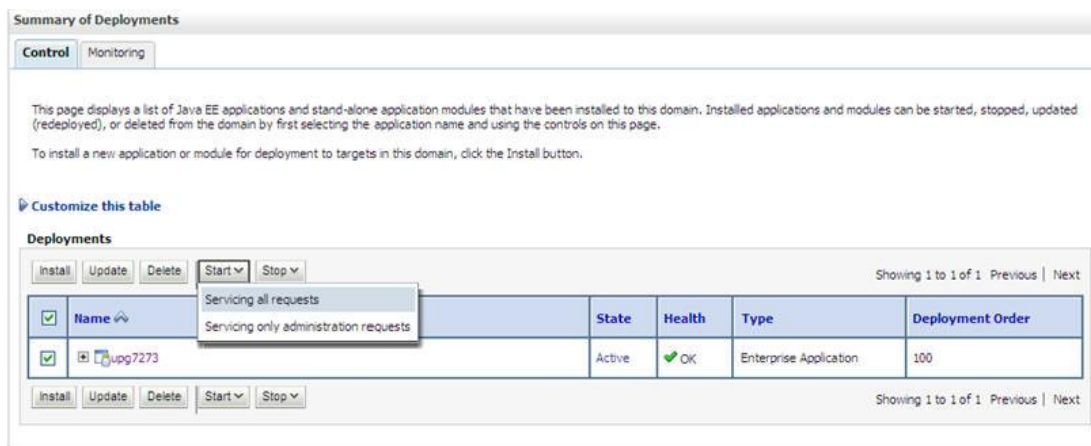 Summary of Deployments
Control Monitoring
This page displays a list of Java EE applications and stand-alone application modules that have been installed to this domain. Installed applications and modules can be started, stopped, updated
(redeployed), or deleted from the domain by first selecting the application name and using the controls on this page.
To install a new application or module for deployment to targets in this domain, click the Install button.
Customize this table
Deployments
Install Update Delete Start Stop Showing 1 to 1 of 1 Previous | Next
Servicing all requests
Servicing only administration requests
Name State Health Type Deployment Order
upg7273 Active OK Enterprise Application 100
Install Update Delete Start Stop Showing 1 to 1 of 1 Previous | Next